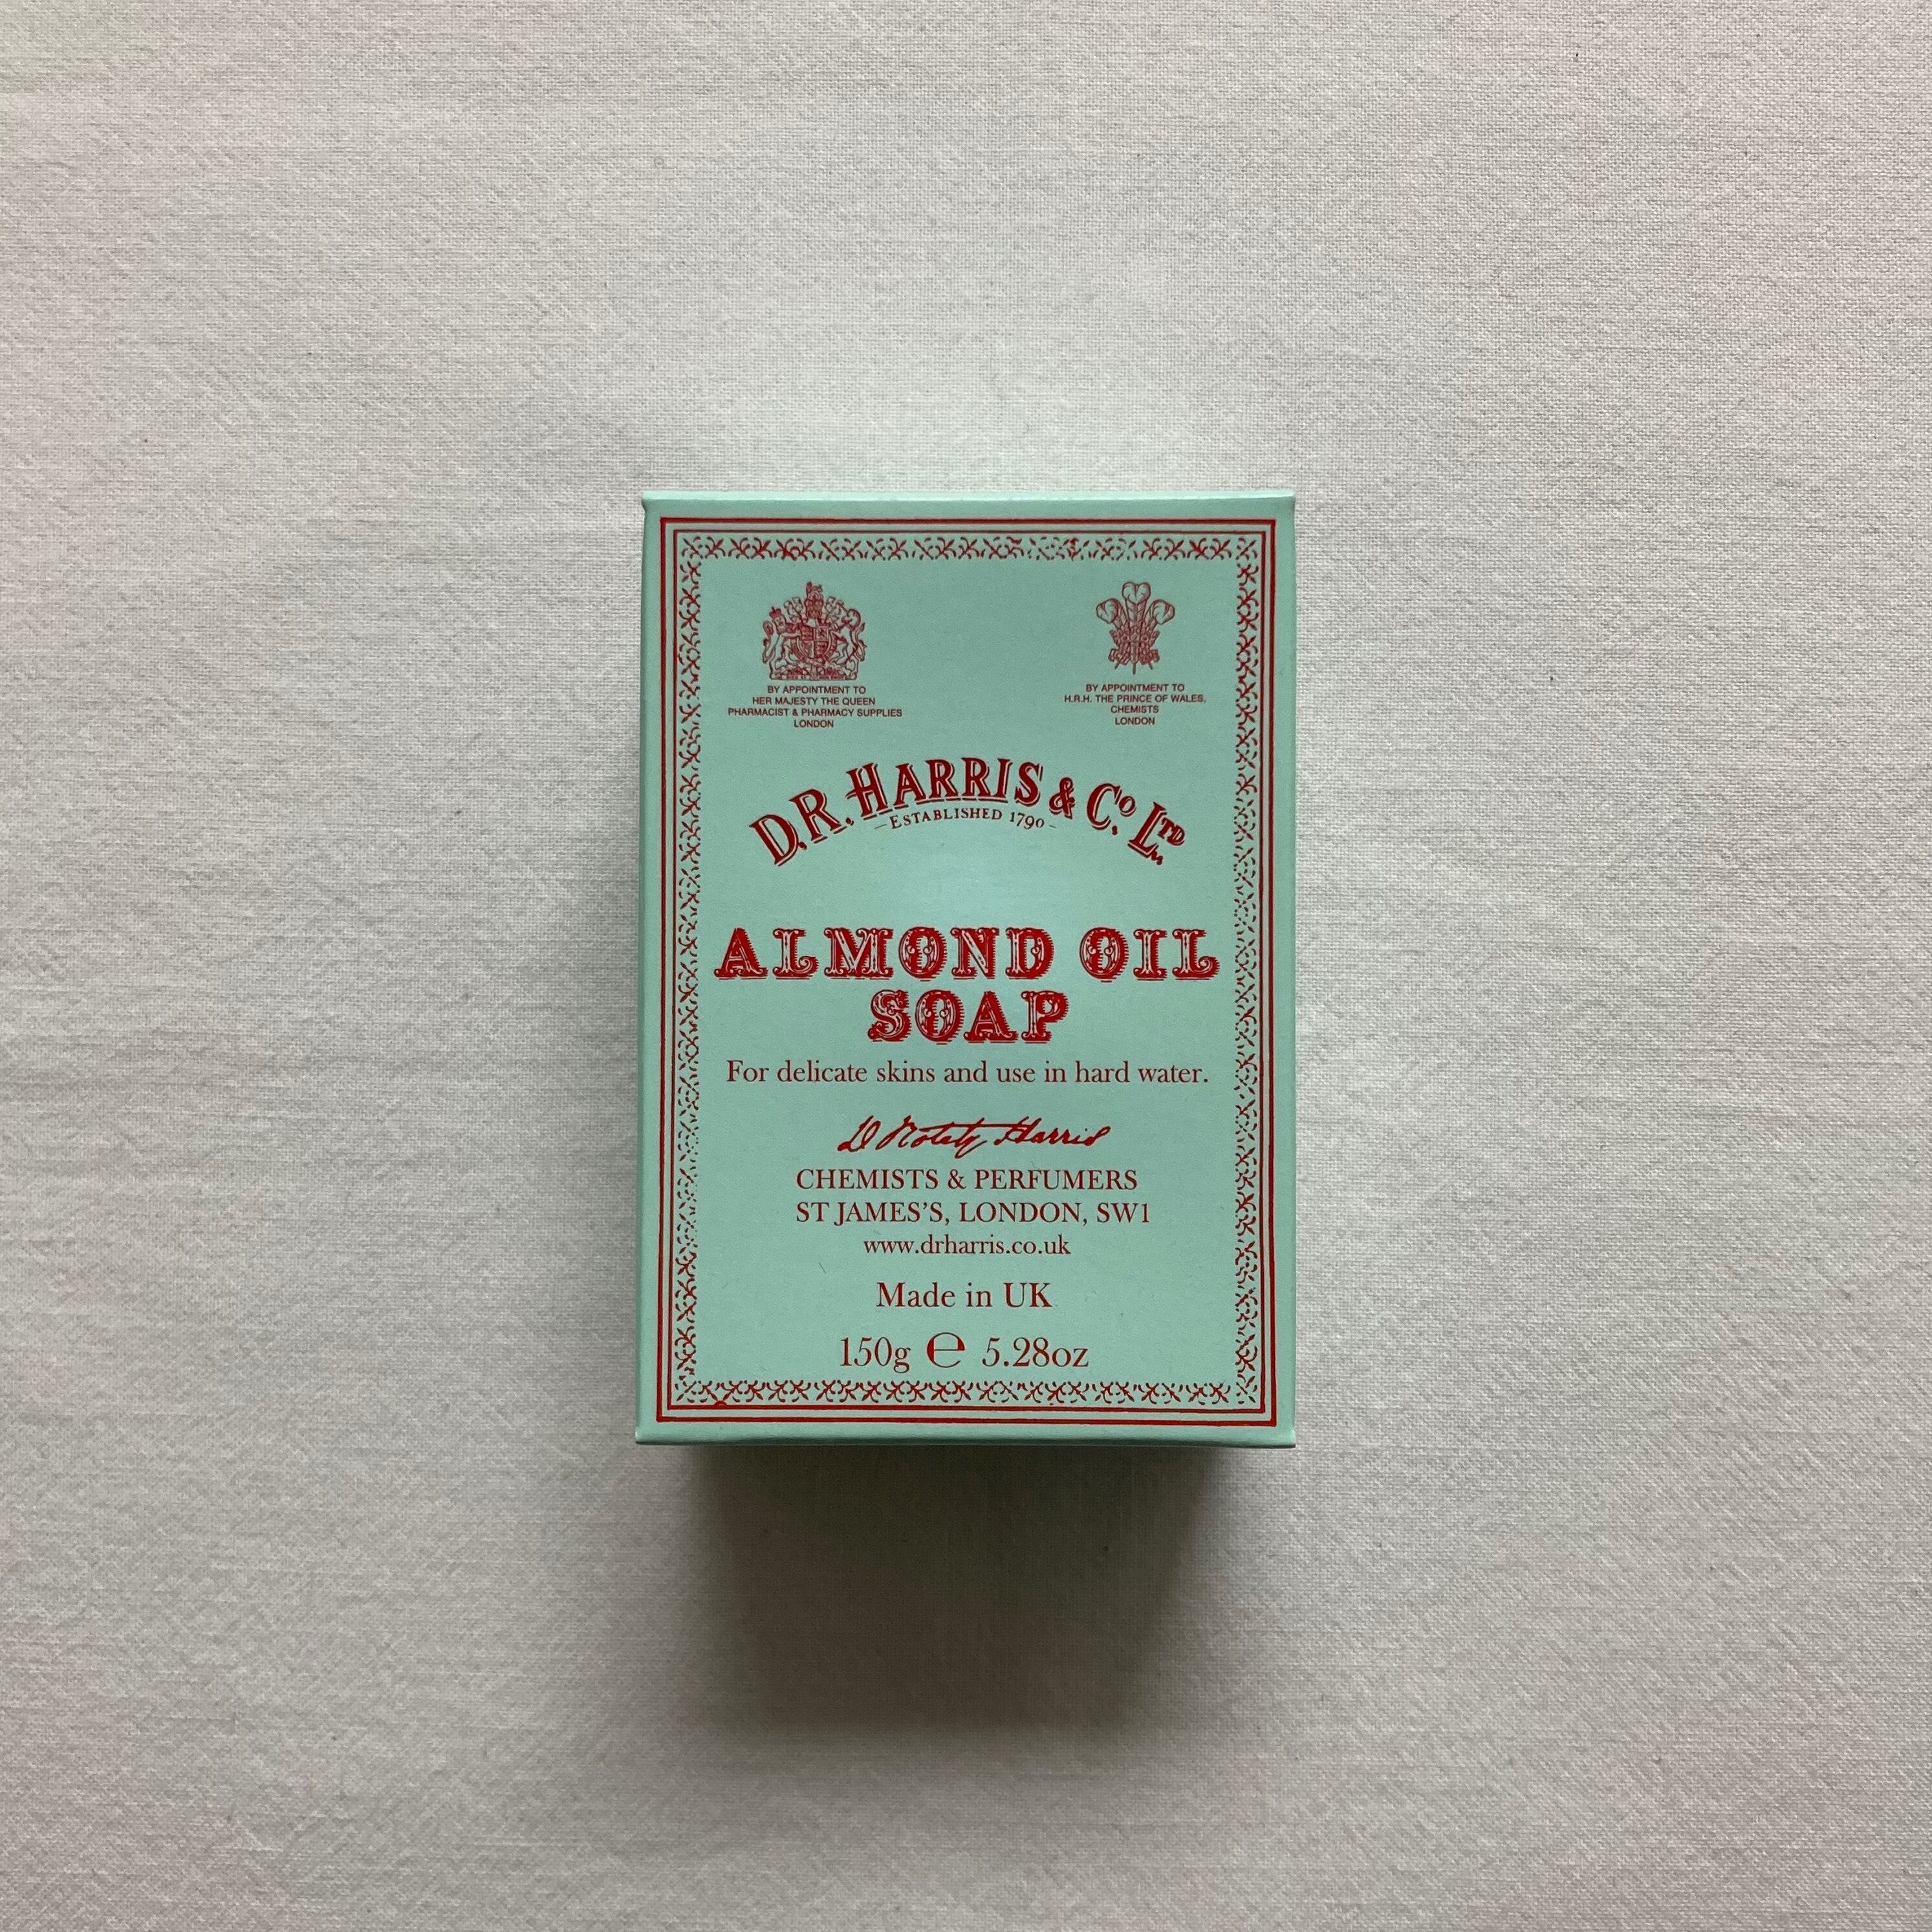 BY APPOINTMENT TO
HER MAJESTY THE QUEEN
PHARMACIST & PHARMACY SUPPLIES
LONDON
BY APPOINTMENT TO
H.R.H. THE PRINCE OF WALES.
CHEMISTS
LONDON
D.R. HARRIS & Co. LTD
ESTABLISHED 1790
ALMOND OIL
SOAP
For delicate skins and use in hard water.
D Harris
CHEMISTS & PERFUMERS
ST JAMES'S, LONDON, SW1
www.drharris.co.uk
Made in UK
150g ℮ 5.28oz